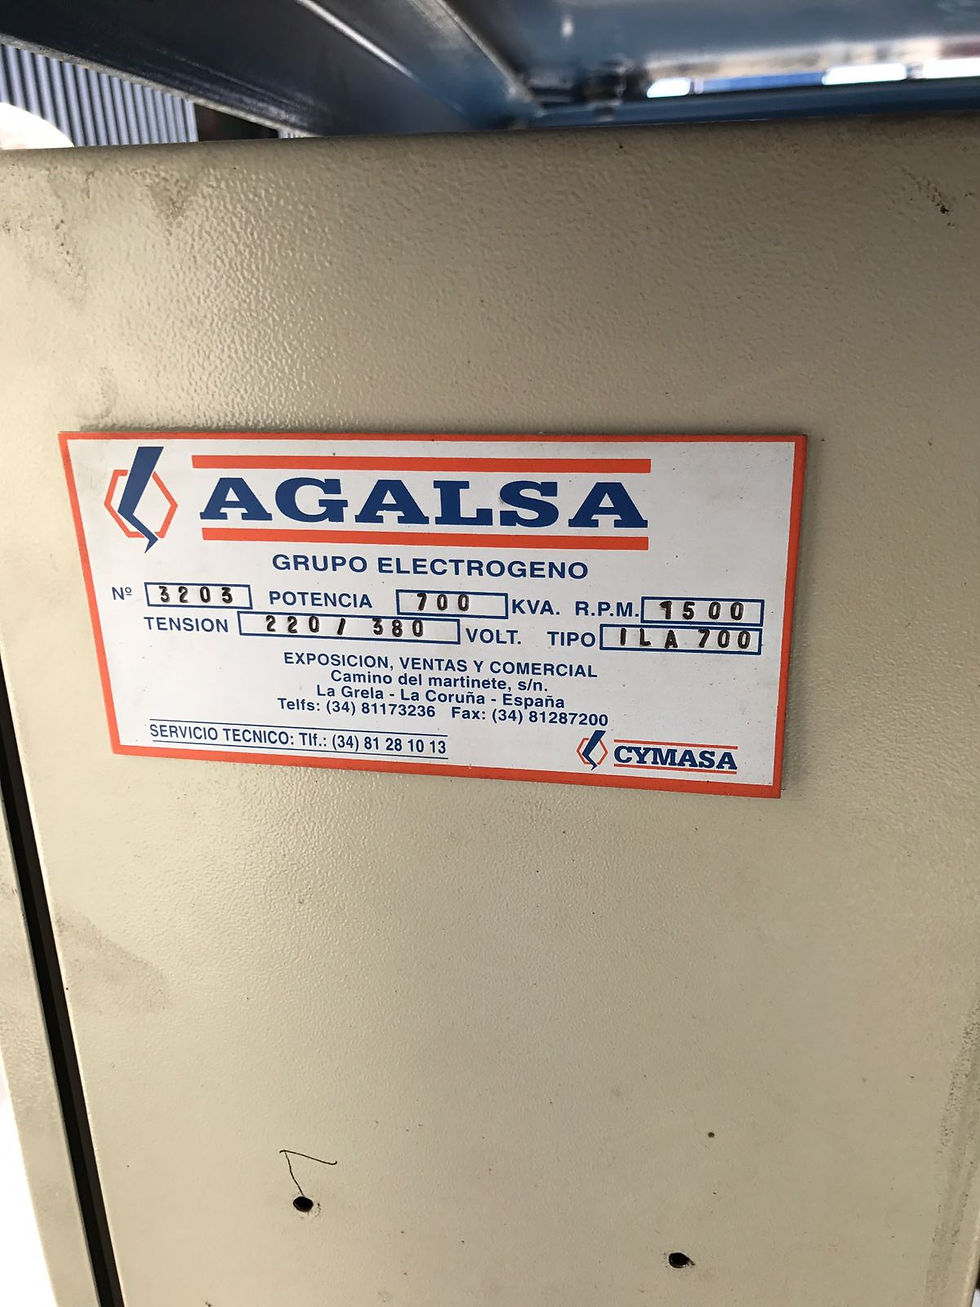 AGALSA
GRUPO ELECTROGENO
Nº 3203 POTENCIA 700 KVA. R.P.M. 1500
TENSION 220 / 380 VOLT. TIPO ILA 700
EXPOSICION, VENTAS Y COMERCIAL
Camino del martinete, s/n.
La Grela - La Coruña - España
Telfs: (34) 81173236 Fax: (34) 81287200
SERVICIO TECNICO: Tlf.: (34) 81 28 10 13
CYMASA